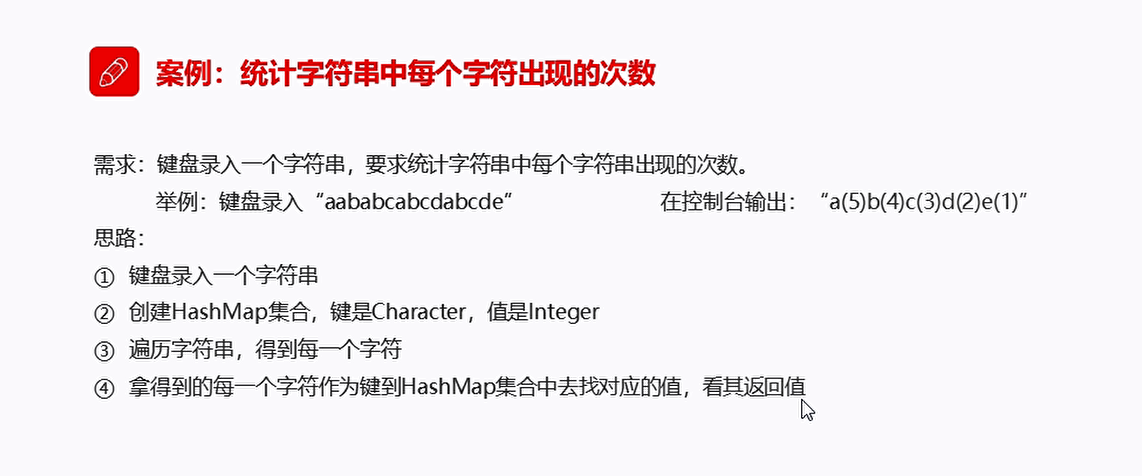 案例：统计字符串中每个字符出现的次数
需求：键盘录入一个字符串，要求统计字符串中每个字符串出现的次数。
举例：键盘录入“aababcabcdabcde” 在控制台输出：“a(5)b(4)c(3)d(2)e(1)”
思路：
① 键盘录入一个字符串
② 创建HashMap集合，键是Character，值是Integer
③ 遍历字符串，得到每一个字符
④ 拿得到的每一个字符作为键到HashMap集合中去找对应的值，看其返回值